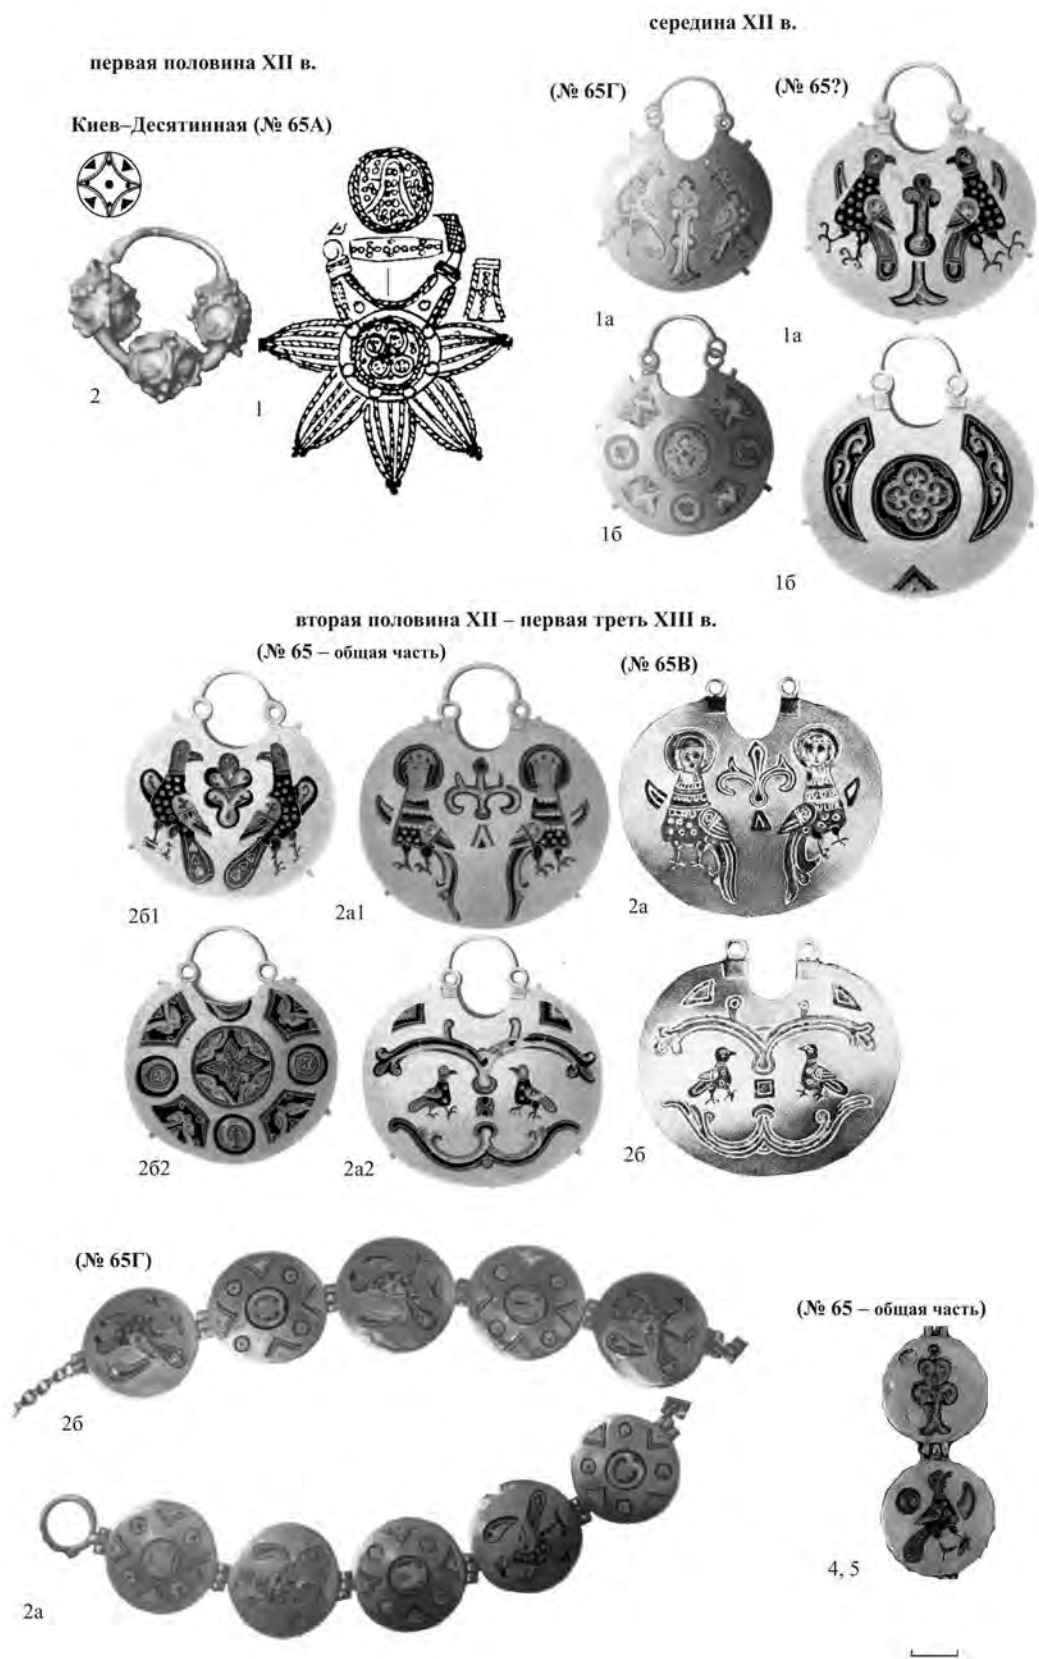 середина XII в.
первая половина XII в.
(№ 65Г)
(№ 65?)
Киев–Десятинная (№ 65А)
1а
1а
2
1
1б
1б
вторая половина XII – первая треть XIII в.
(№ 65 – общая часть)
(№ 65В)
2б1
2а1
2а
2б2
2а2
2б
(№ 65Г)
(№ 65 – общая часть)
2б
4, 5
2а